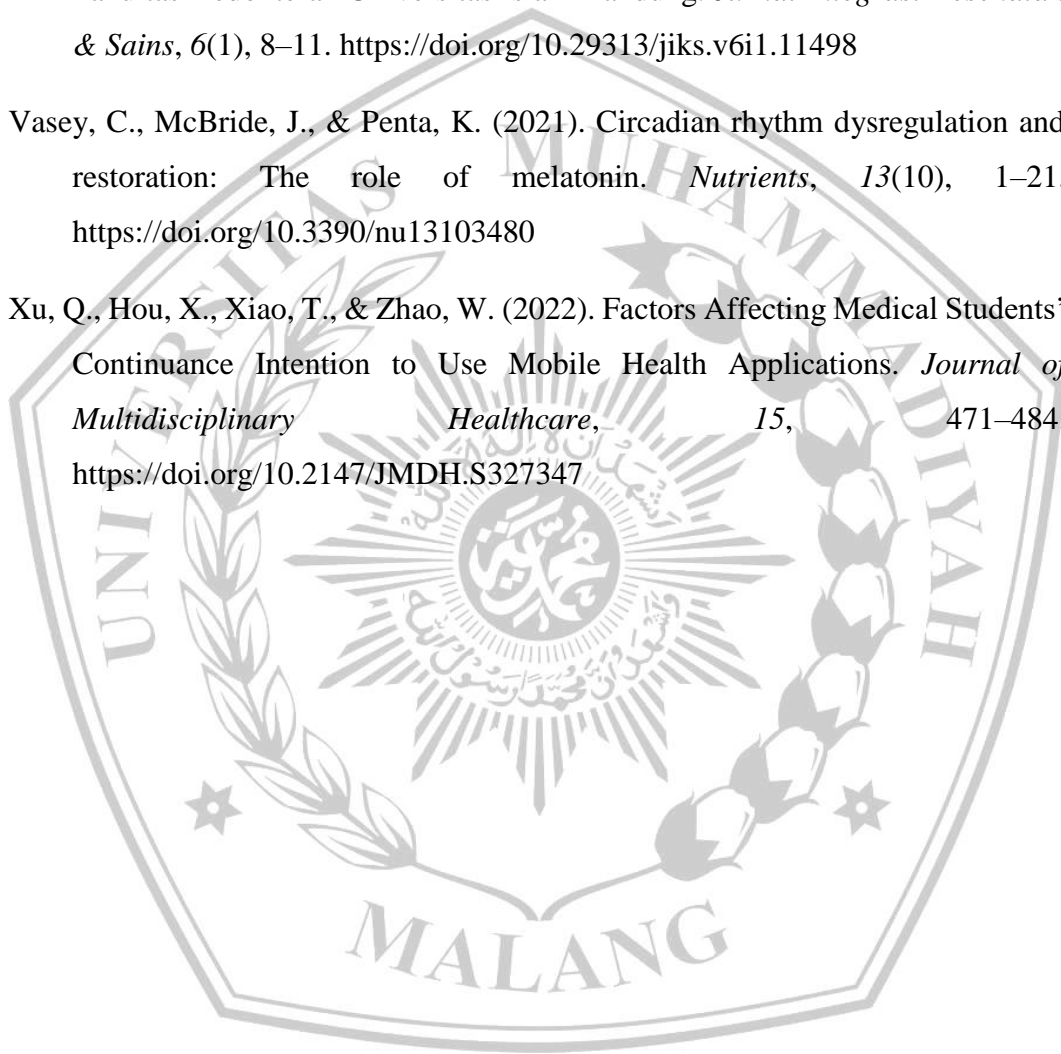 & Sains, 6(1), 8–11. https://doi.org/10.29313/jiks.v6i1.11498
Vasey, C., McBride, J., & Penta, K. (2021). Circadian rhythm dysregulation and
restoration: The role of melatonin. Nutrients, 13(10), 1–21.
https://doi.org/10.3390/nu13103480
Xu, Q., Hou, X., Xiao, T., & Zhao, W. (2022). Factors Affecting Medical Students'
Continuance Intention to Use Mobile Health Applications. Journal of
Multidisciplinary Healthcare, 15, 471–484.
https://doi.org/10.2147/JMDH.S327347
UNIVERSITAS MUHAMMADIYAH
MALANG